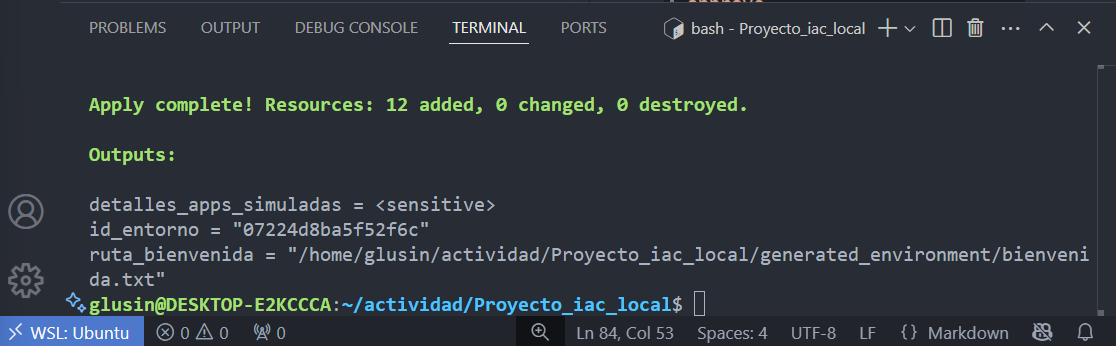 PROBLEMS OUTPUT DEBUG CONSOLE TERMINAL PORTS bash - Proyecto_iac_local
Apply complete! Resources: 12 added, 0 changed, 0 destroyed.
Outputs:
detalles_apps_simuladas = <sensitive>
id_entorno = "07224d8ba5f52f6c"
ruta_bienvenida = "/home/glusin/actividad/Proyecto_iac_local/generated_environment/bienveni
da.txt"
glusin@DESKTOP-E2KCCCA:~/actividad/Proyecto_iac_local$
WSL: Ubuntu 0 0 0 Ln 84, Col 53 Spaces: 4 UTF-8 LF {} Markdown